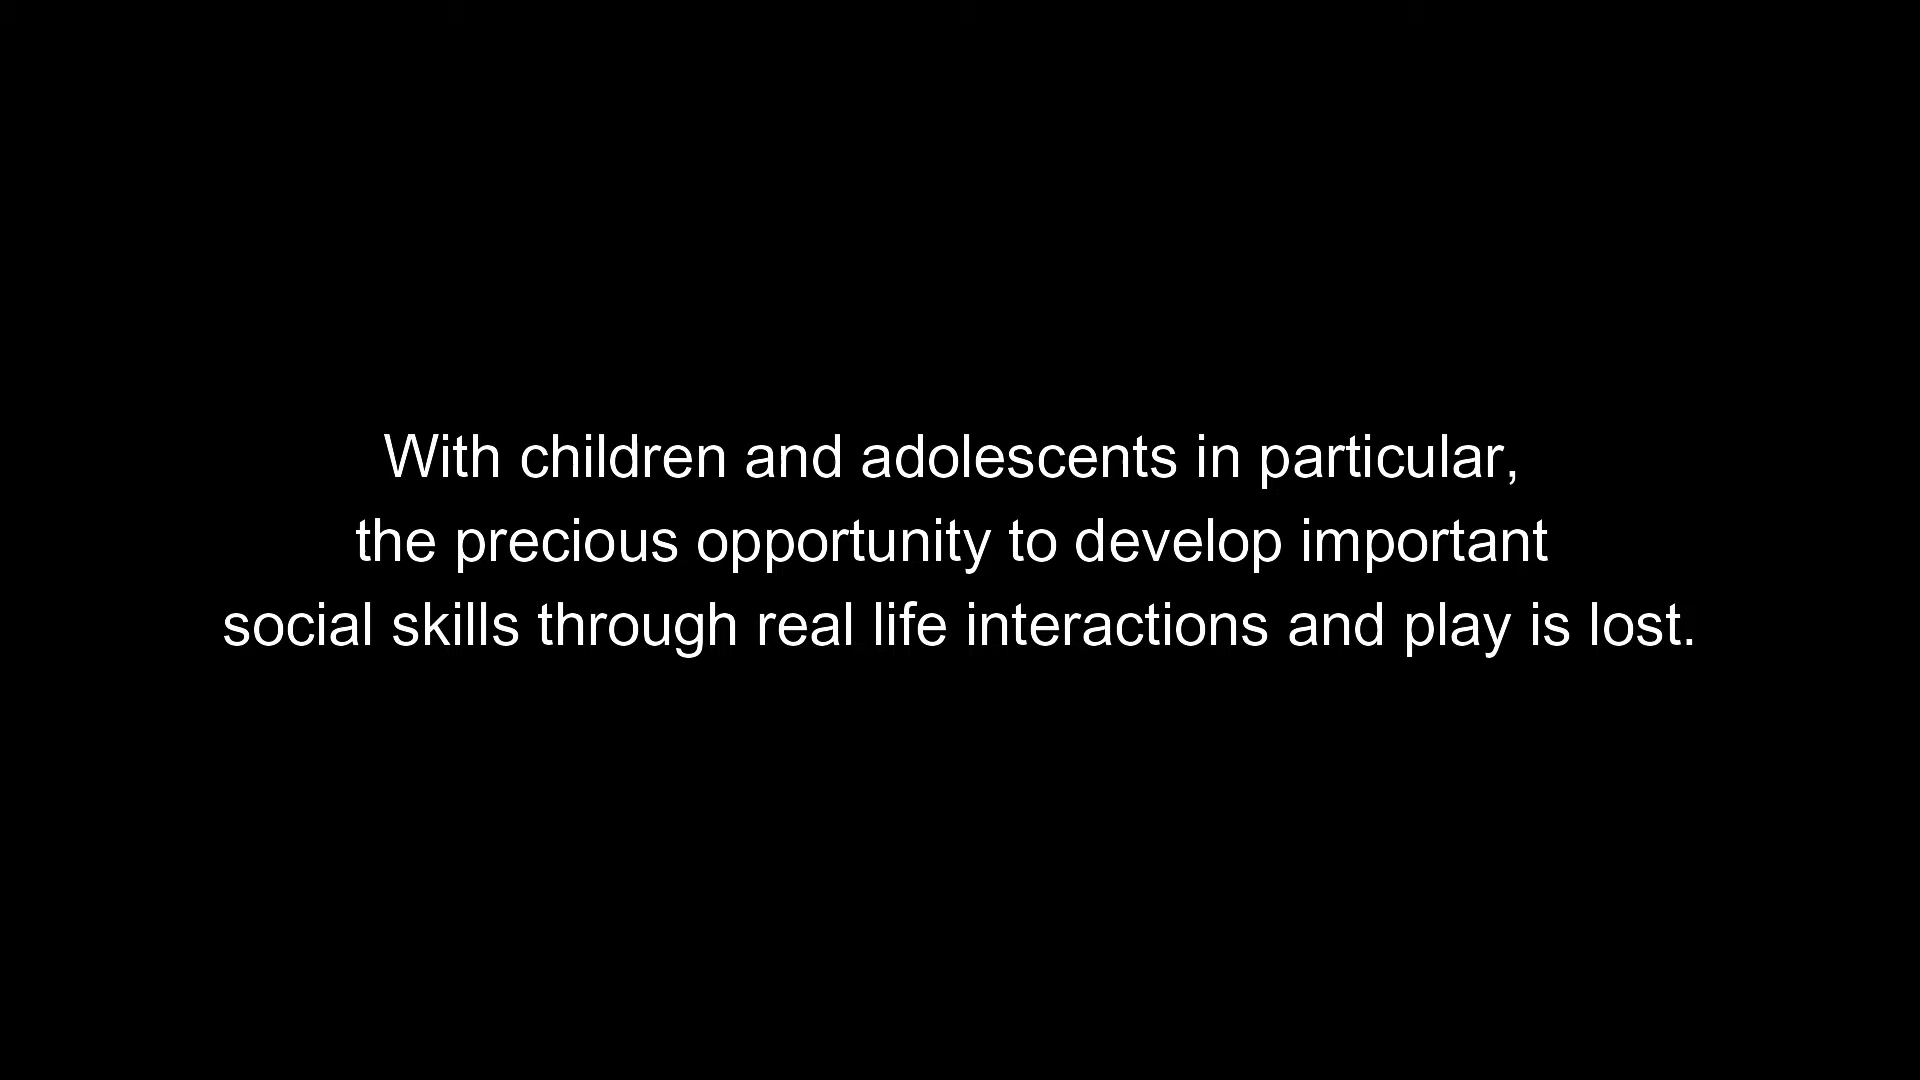 With children and adolescents in particular,
the precious opportunity to develop important
social skills through real life interactions and play is lost.